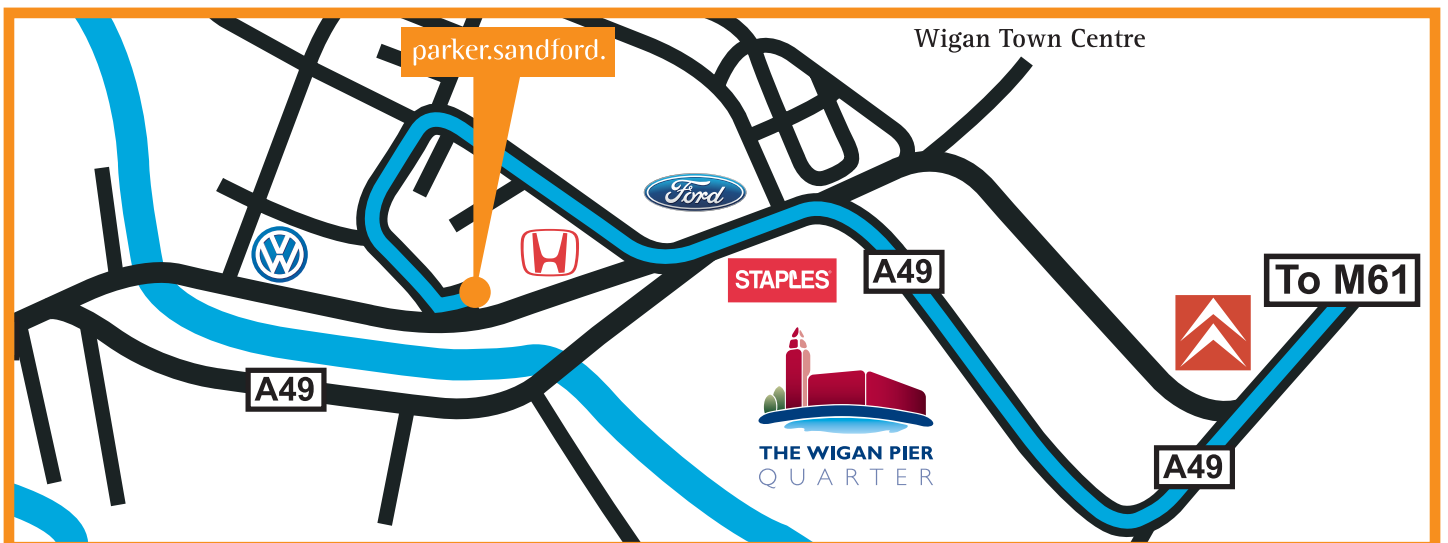 parker.sandford.
Wigan Town Centre
Ford
STAPLES
A49
To M61
A49
THE WIGAN PIER
QUARTER
A49